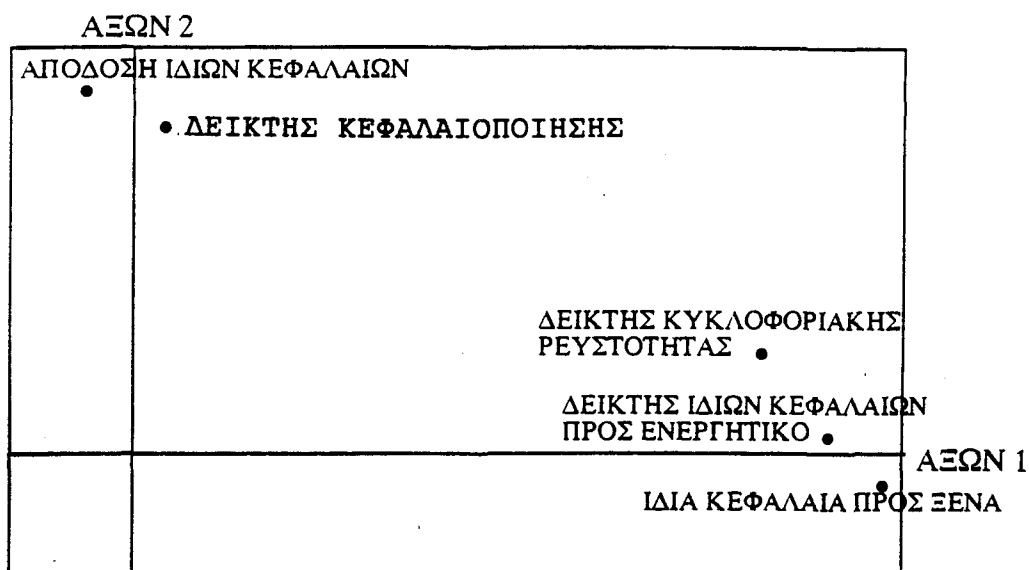 ΑΞΩΝ 2
ΑΠΟΔΟΣΗ ΙΔΙΩΝ ΚΕΦΑΛΑΙΩΝ
ΔΕΙΚΤΗΣ ΚΕΦΑΛΑΙΟΠΟΙΗΣΗΣ
ΔΕΙΚΤΗΣ ΚΥΚΛΟΦΟΡΙΑΚΗΣ
ΡΕΥΣΤΟΤΗΤΑΣ
ΔΕΙΚΤΗΣ ΙΔΙΩΝ ΚΕΦΑΛΑΙΩΝ
ΠΡΟΣ ΕΝΕΡΓΗΤΙΚΟ
ΑΞΩΝ 1
ΙΔΙΑ ΚΕΦΑΛΑΙΑ ΠΡΟΣ ΞΕΝΑ